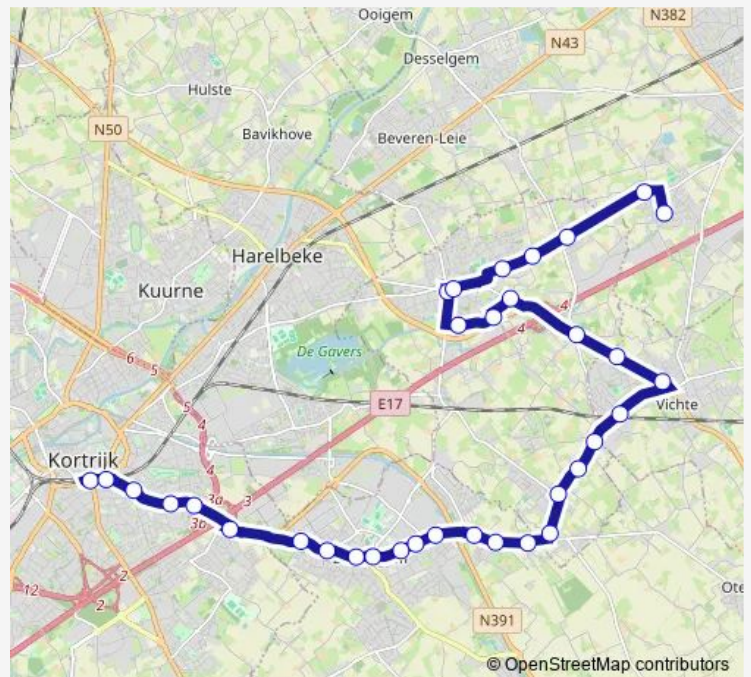 Ooigem
N382
N43
Desselgem
Hulste
N50
Bavikhove
Beveren-Leie
Harelbeke
Kuurne
4
De Gavers
4
6
5
E17
5
Vichte
4
Kortrijk
4
3a
3
3b
2
12
2
Ote
N391
© OpenStreetMap contributors